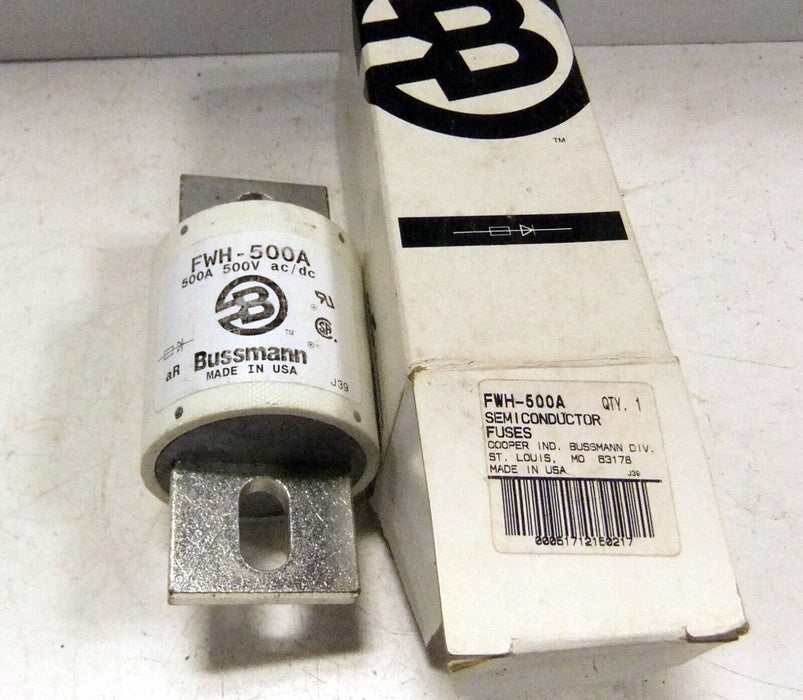 FWH-500A
500A 500V ac/dc
B
TM
Bussmann
®
aR
MADE IN USA
J39
B
TM
FWH-500A QTY. 1
SEMICONDUCTOR
FUSES
COOPER IND. BUSSMANN DIV.
ST. LOUIS, MO 63178
MADE IN USA J39